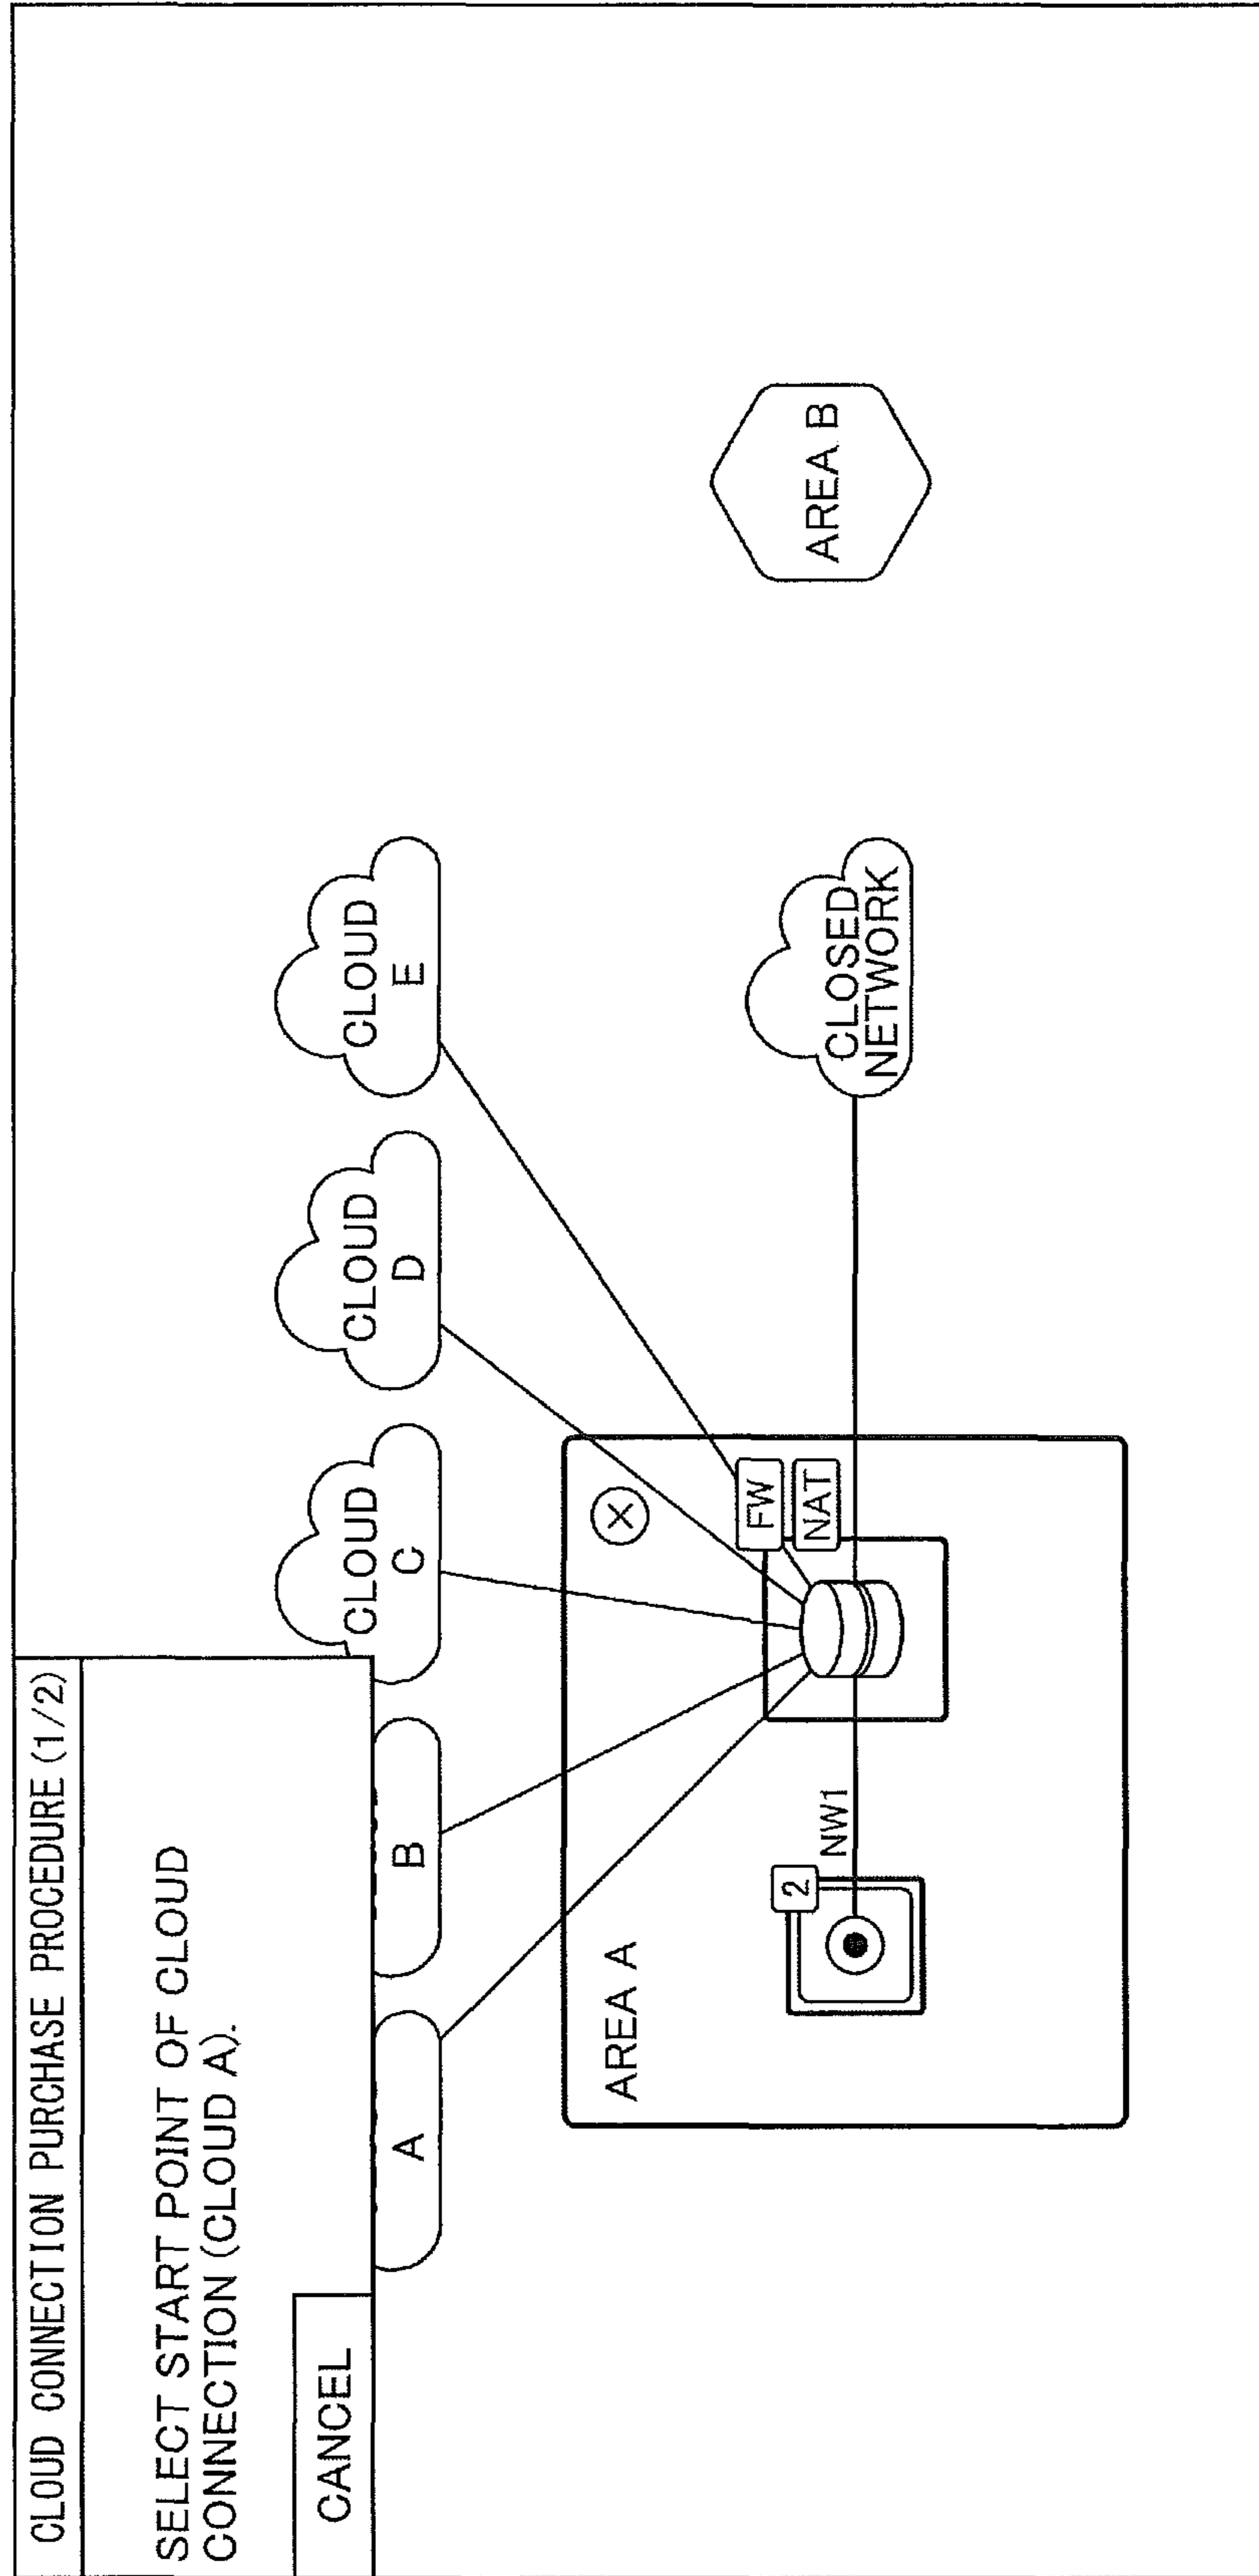 CLOUD CONNECTION PURCHASE PROCEDURE (1/2)
SELECT START POINT OF CLOUD
CONNECTION (CLOUD A).
CANCEL
A
B
CLOUD
C
CLOUD
D
CLOUD
E
AREA A
FW
NAT
2
NW1
CLOSED
NETWORK
AREA B